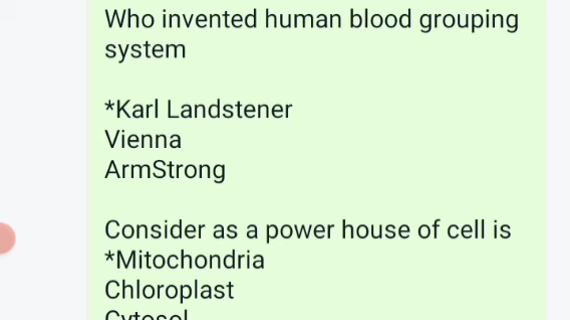 Who invented human blood grouping
system
*Karl Landstener
Vienna
ArmStrong
Consider as a power house of cell is
*Mitochondria
Chloroplast
Cytosol